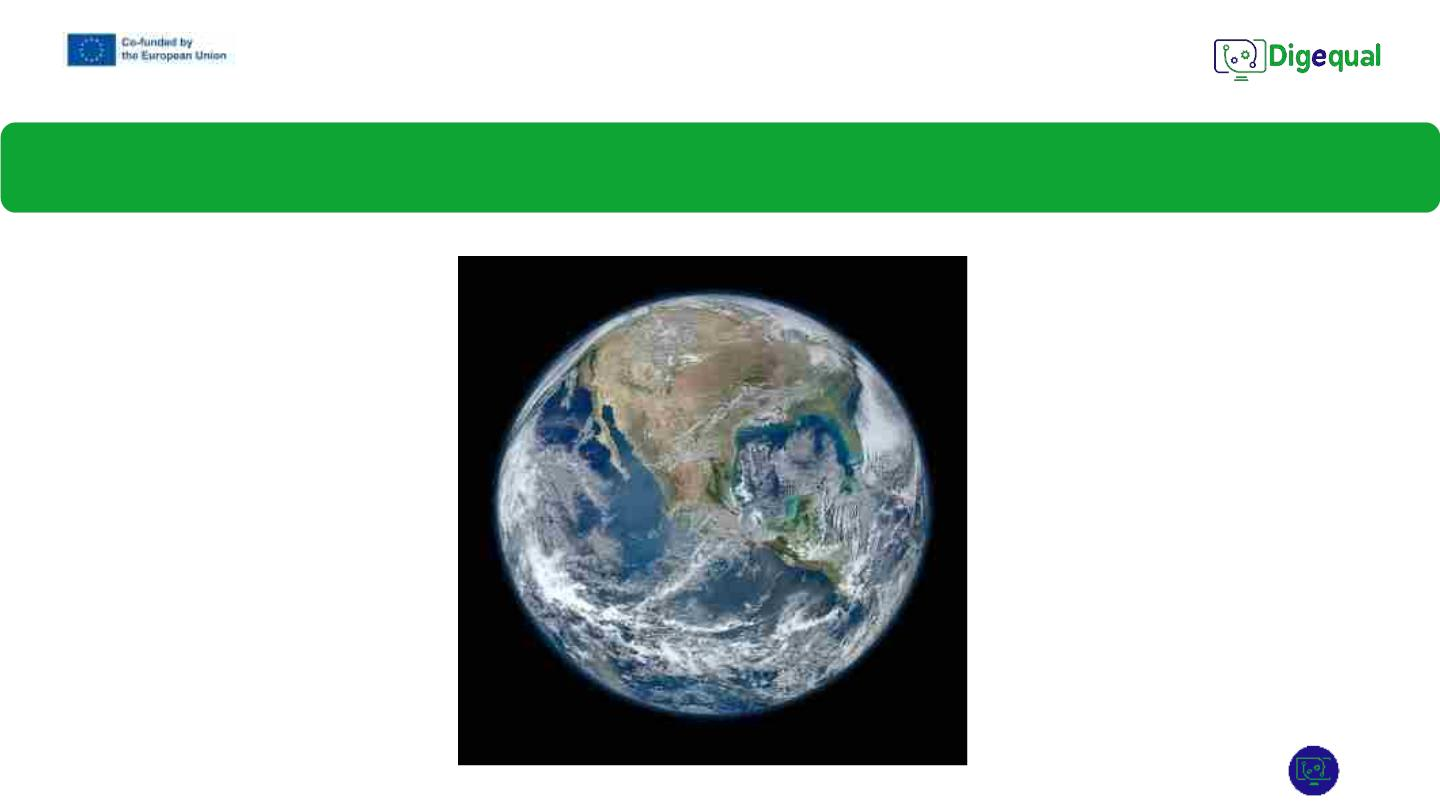 Co-funded by
the European Union
Digequal